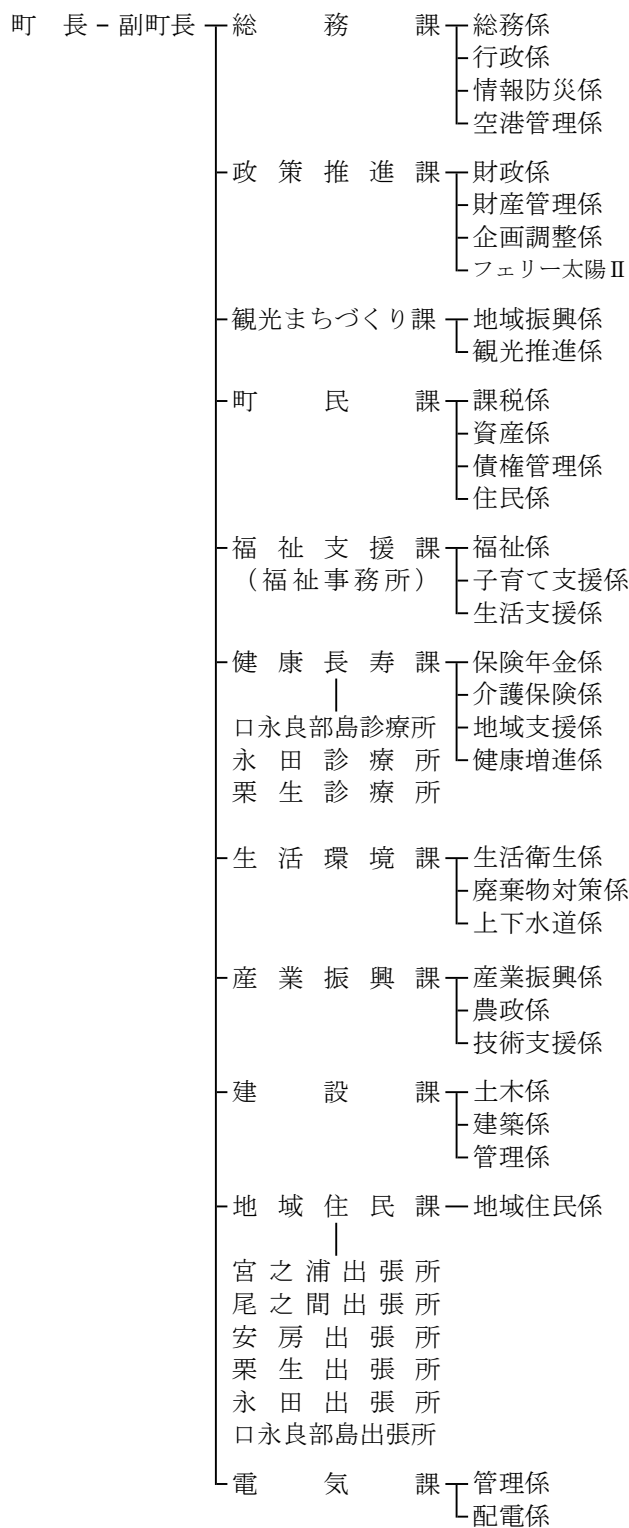 町長 副町長 総務課 総務係
行政係
情報防災係
空港管理係
政策推進課 財政係
財産管理係
企画調整係
フェリー太陽Ⅱ
観光まちづくり課 地域振興係
観光推進係
町民課 課税係
資産係
債権管理係
住民係
福祉支援課 福祉係
（福祉事務所） 子育て支援係
生活支援係
健康長寿課 保険年金係
介護保険係
口永良部島診療所 地域支援係
永田診療所 健康増進係
栗生診療所
生活環境課 生活衛生係
廃棄物対策係
上下水道係
産業振興課 産業振興係
農政係
技術支援係
建設課 土木係
建築係
管理係
地域住民課 地域住民係
宮之浦出張所
尾之間出張所
安房出張所
栗生出張所
永田出張所
口永良部島出張所
電気課 管理係
配電係